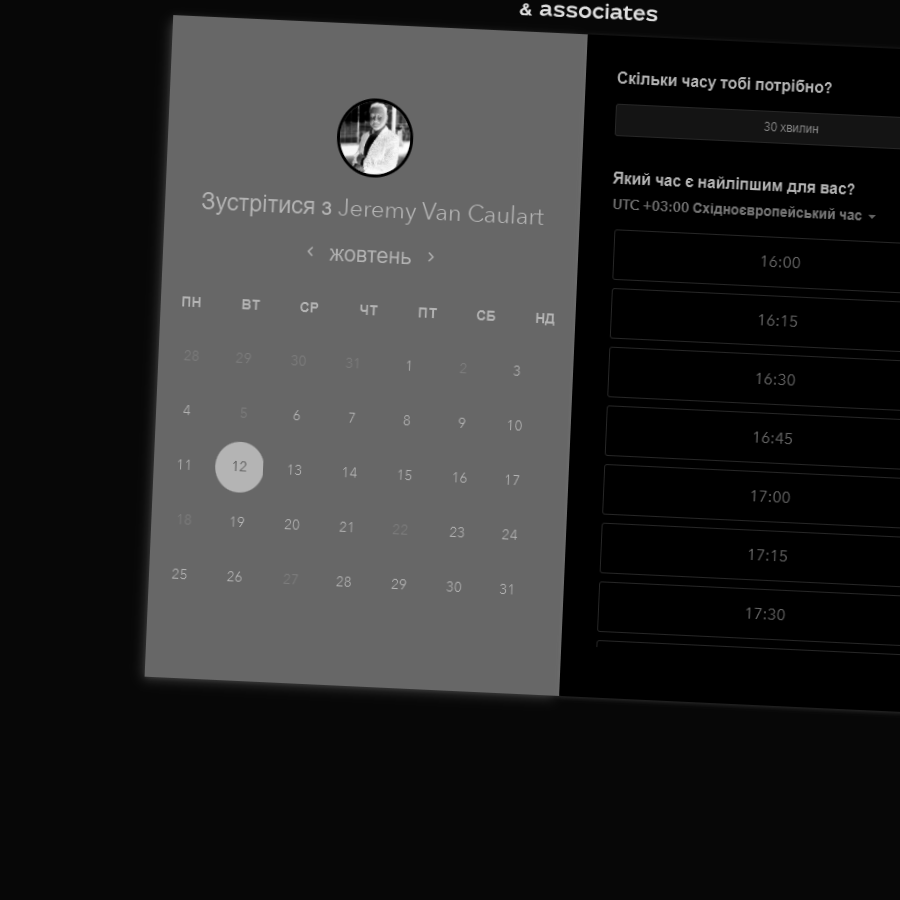 & associates
Зустрітися з Jeremy Van Caulart
жовтень
ПН ВТ СР ЧТ ПТ СБ НД
28 29 30 31 1 2 3
4 5 6 7 8 9 10
11 12 13 14 15 16 17
18 19 20 21 22 23 24
25 26 27 28 29 30 31
Скільки часу тобі потрібно?
30 хвилин
Який час є найліпшим для вас?
UTC +03:00 Східноєвропейський час
16:00
16:15
16:30
16:45
17:00
17:15
17:30